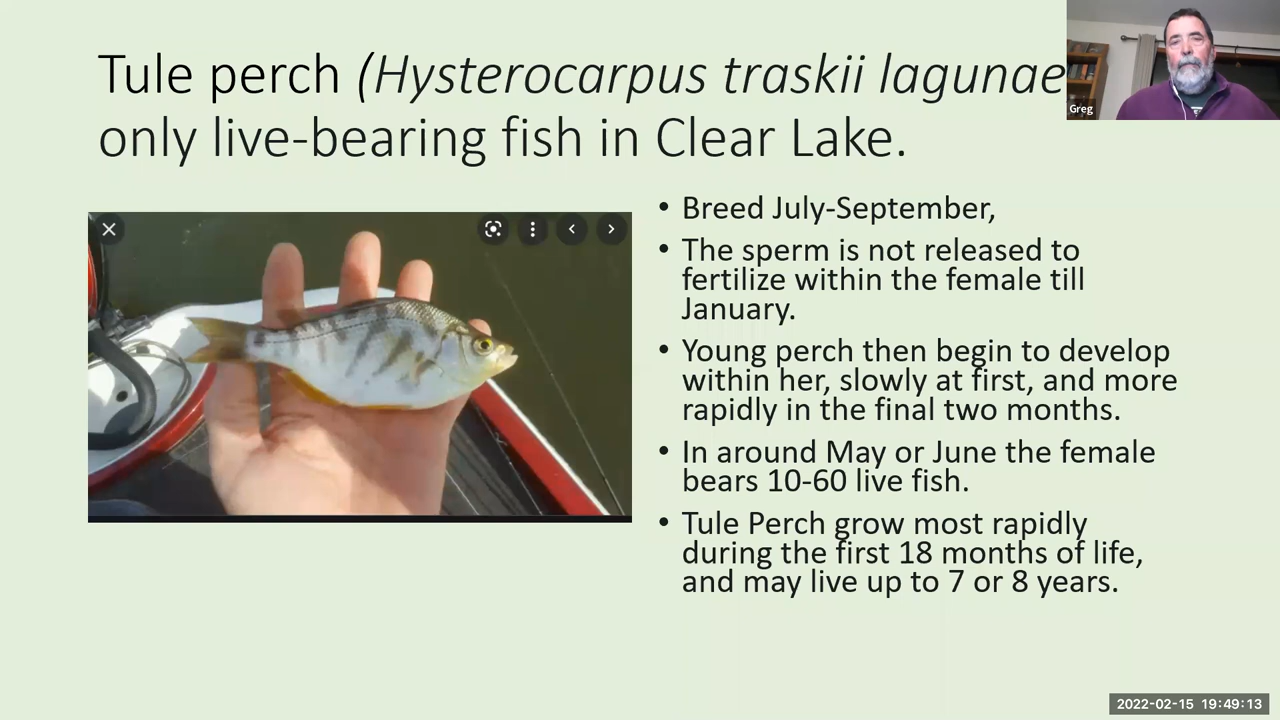 Tule perch (Hysterocarpus traskii lagunae
only live-bearing fish in Clear Lake.
Greg
• Breed July-September,
• The sperm is not released to
fertilize within the female till
January.
• Young perch then begin to develop
within her, slowly at first, and more
rapidly in the final two months.
• In around May or June the female
bears 10-60 live fish.
• Tule Perch grow most rapidly
during the first 18 months of life,
and may live up to 7 or 8 years.
2022-02-15 19:49:13